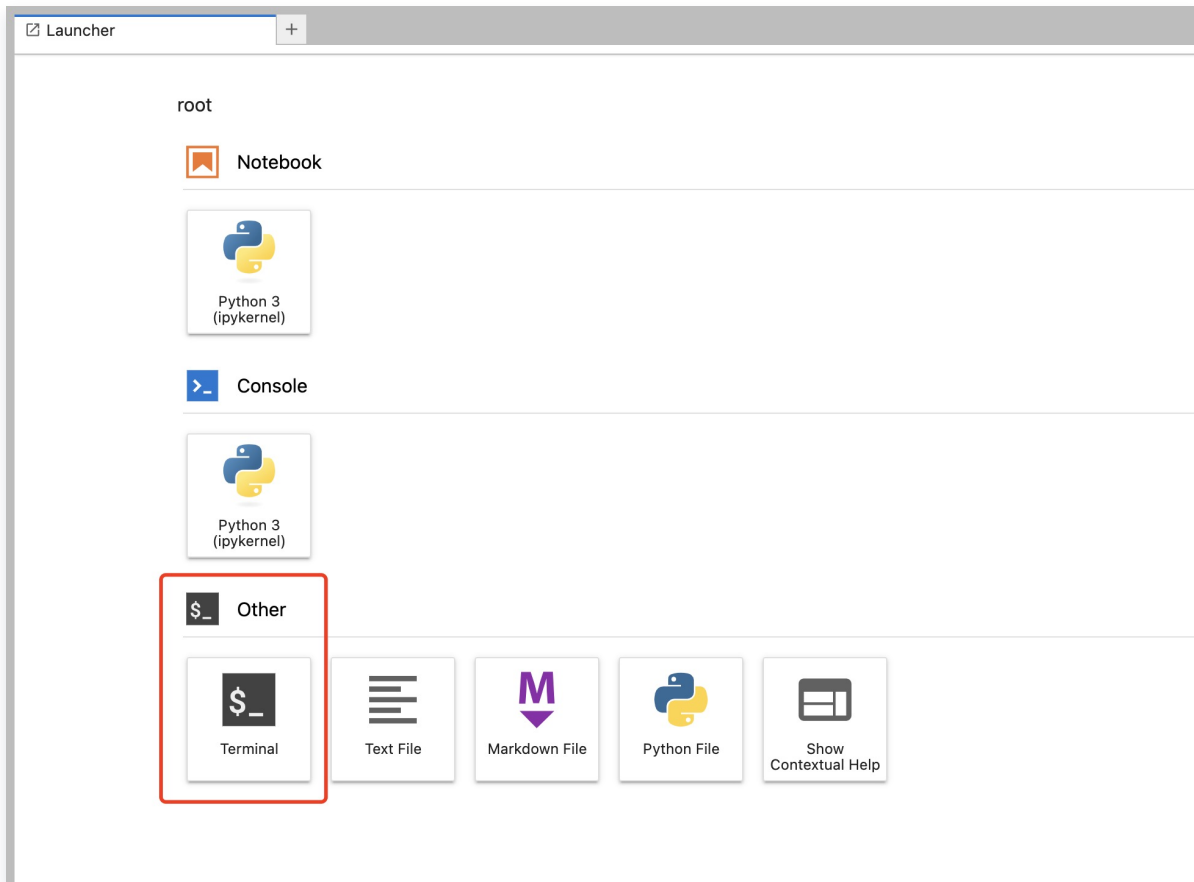 Launcher
root
Notebook
Python 3
(ipykernel)
Console
Python 3
(ipykernel)
$_ Other
$_
Terminal
Text File
M
Markdown File
Python File
Show
Contextual Help